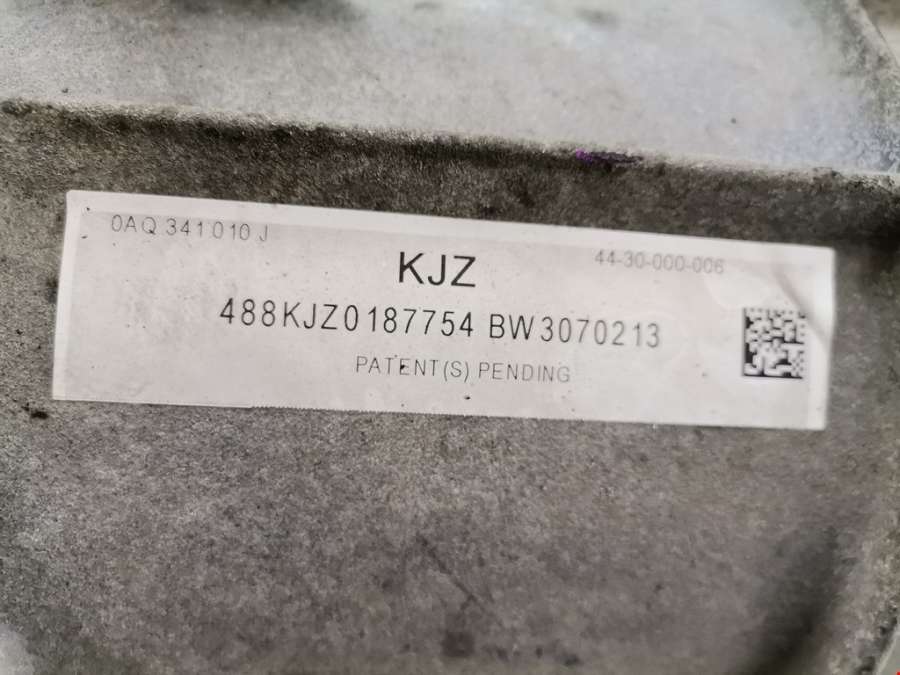 0AQ 341 010 J
44-30-000-006
KJZ
488KJZ0187754 BW3070213
PATENT(S) PENDING